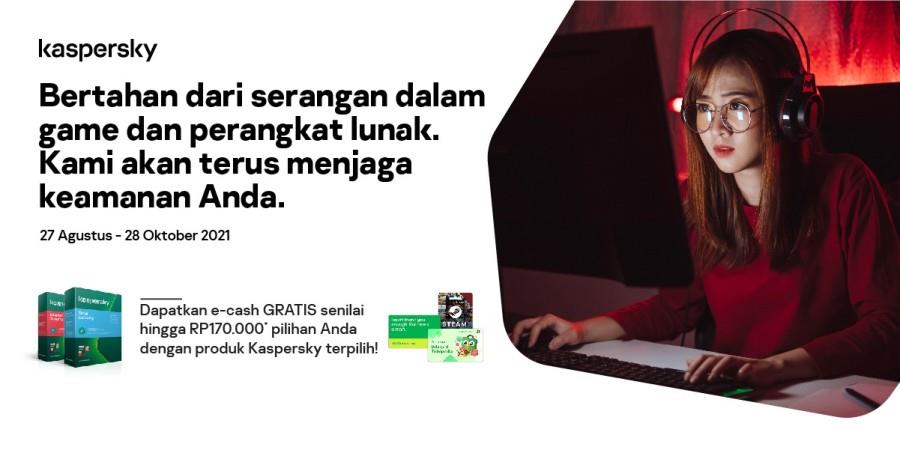 kaspersky
Bertahan dari serangan dalam
game dan perangkat lunak.
Kami akan terus menjaga
keamanan Anda.
27 Agustus - 28 Oktober 2021
Dapatkan e-cash GRATIS senilai
hingga RP170.000* pilihan Anda
dengan produk Kaspersky terpilih!
kaspersky
STEAM